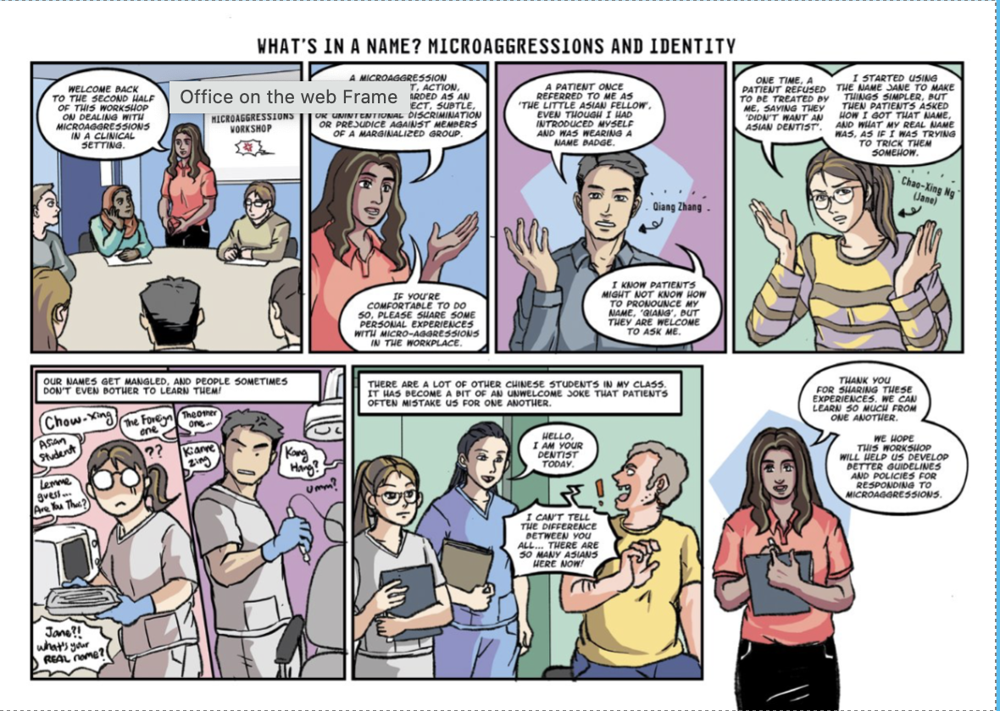 WHAT'S IN A NAME? MICROAGGRESSIONS AND IDENTITY
WELCOME BACK
TO THE SECOND HALF
OF THIS WORKSHOP
ON DEALING WITH
MICROAGGRESSIONS
IN A CLINICAL
SETTING.
Office on the web Frame
MICROAGGRESSIONS
WORKSHOP
A MICROAGGRESSION
ACTION,
AS AN
SUBTLE,
OR UNINTENTIONAL DISCRIMINATION
OR PREJUDICE AGAINST MEMBERS
OF A MARGINALIZED GROUP.
IF YOU'RE
COMFORTABLE TO DO
SO, PLEASE SHARE SOME
PERSONAL EXPERIENCES
WITH MICRO-AGGRESSIONS
IN THE WORKPLACE.
A PATIENT ONCE
REFERRED TO ME AS
'THE LITTLE ASIAN FELLOW',
EVEN THOUGH I HAD
INTRODUCED MYSELF
AND WAS WEARING A
NAME BADGE.
Qiang Zhang
I KNOW PATIENTS
MIGHT NOT KNOW HOW
TO PRONOUNCE MY
NAME, 'QIANG', BUT
THEY ARE WELCOME
TO ASK ME.
ONE TIME, A
PATIENT REFUSED
TO BE TREATED BY
ME, SAYING THEY
'DIDN'T WANT AN
ASIAN DENTIST'.
I STARTED USING
THE NAME JANE TO MAKE
THINGS SIMPLER, BUT
THEN PATIENTS ASKED
HOW I GOT THAT NAME,
AND WHAT MY REAL NAME
WAS, AS IF I WAS TRYING
TO TRICK THEM
SOMEHOW.
Chao-Xing Ng
(Jane)
OUR NAMES GET MANGLED, AND PEOPLE SOMETIMES
DON'T EVEN BOTHER TO LEARN THEM!
Chow-xing
The Foreign
one
Asian
student
??
Lemme
guess...
Are You Thai?
Jane?!
what's your
REAL name?
The other
one...
Kianne
zing
Kang
Hang?
umm?
THERE ARE A LOT OF OTHER CHINESE STUDENTS IN MY CLASS.
IT HAS BECOME A BIT OF AN UNWELCOME JOKE THAT PATIENTS
OFTEN MISTAKE US FOR ONE ANOTHER.
HELLO,
I AM YOUR
DENTIST
TODAY.
!
I CAN'T TELL
THE DIFFERENCE
BETWEEN YOU
ALL... THERE ARE
SO MANY ASIANS
HERE NOW!
THANK YOU
FOR SHARING THESE
EXPERIENCES. WE CAN
LEARN SO MUCH FROM
ONE ANOTHER.
WE HOPE
THIS WORKSHOP
WILL HELP US DEVELOP
BETTER GUIDELINES
AND POLICIES FOR
RESPONDING TO
MICROAGGRESSIONS.